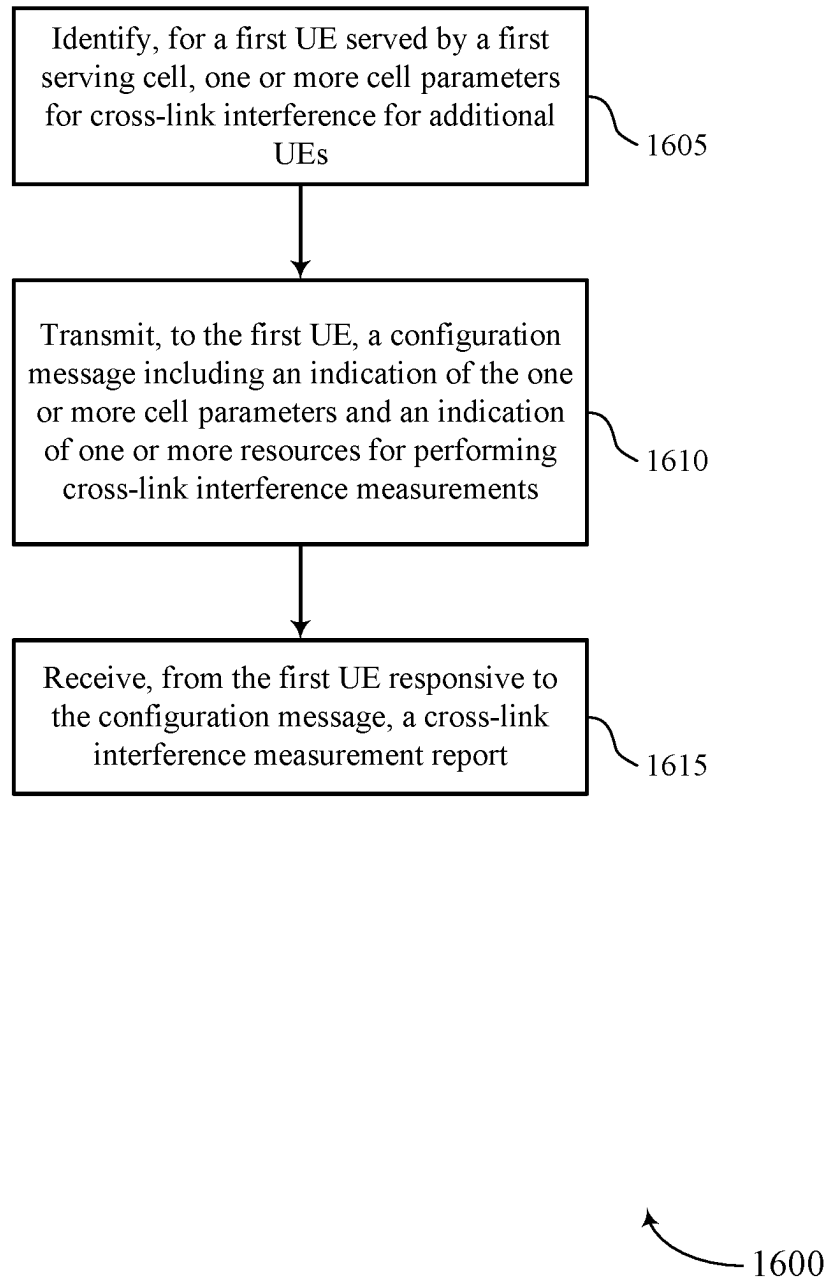 Identify, for a first UE served by a first
serving cell, one or more cell parameters
for cross-link interference for additional
UEs
1605
Transmit, to the first UE, a configuration
message including an indication of the one
or more cell parameters and an indication
of one or more resources for performing
cross-link interference measurements
1610
Receive, from the first UE responsive to
the configuration message, a cross-link
interference measurement report
1615
1600